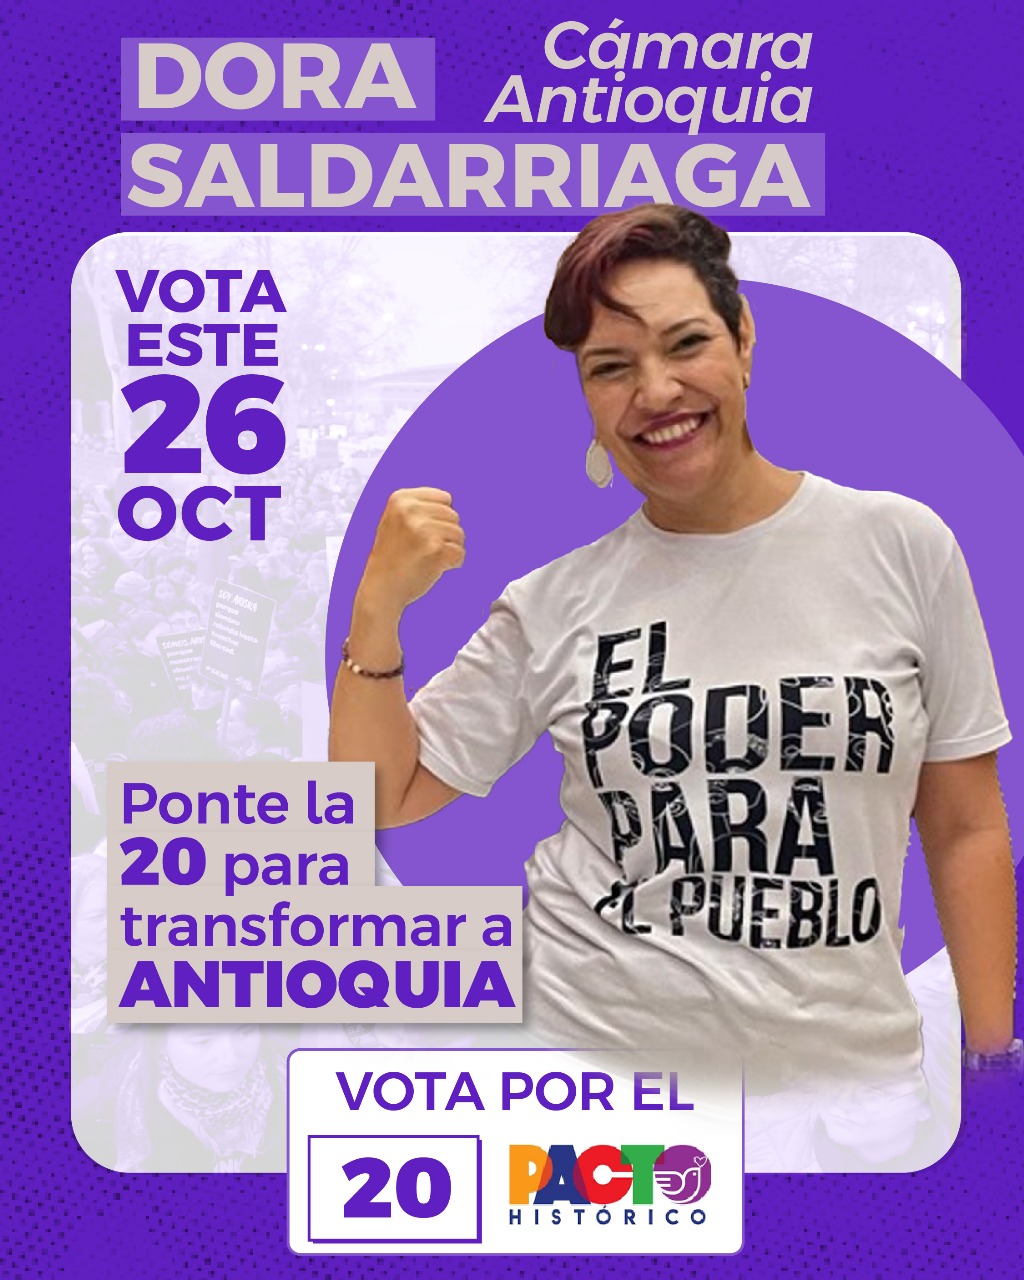 DORA
SALDARRIAGA
Cámara
Antioquia
VOTA
ESTE
26
OCT
EL
PODER
PARA
EL PUEBLO
Ponte la
20 para
transformar a
ANTIOQUIA
VOTA POR EL
20
PACTO
HISTÓRICO